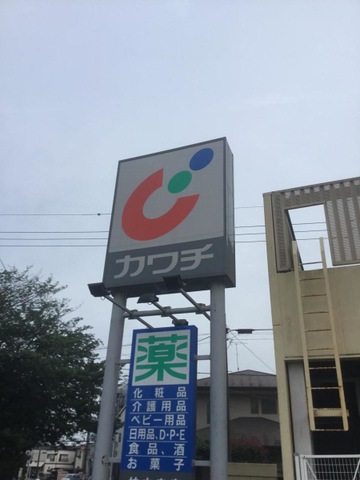 カワチ
薬
化粧品
介護用品
ベビー用品
日用品、D・P・E
食品、酒
お菓子